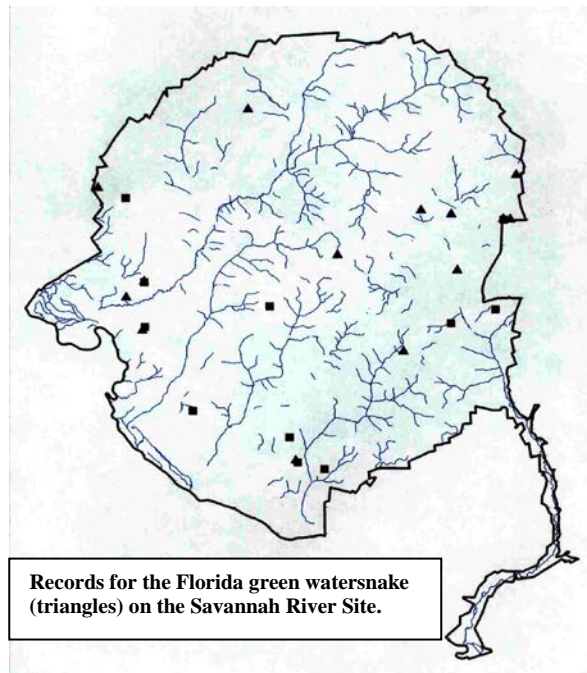 Records for the Florida green watersnake
(triangles) on the Savannah River Site.